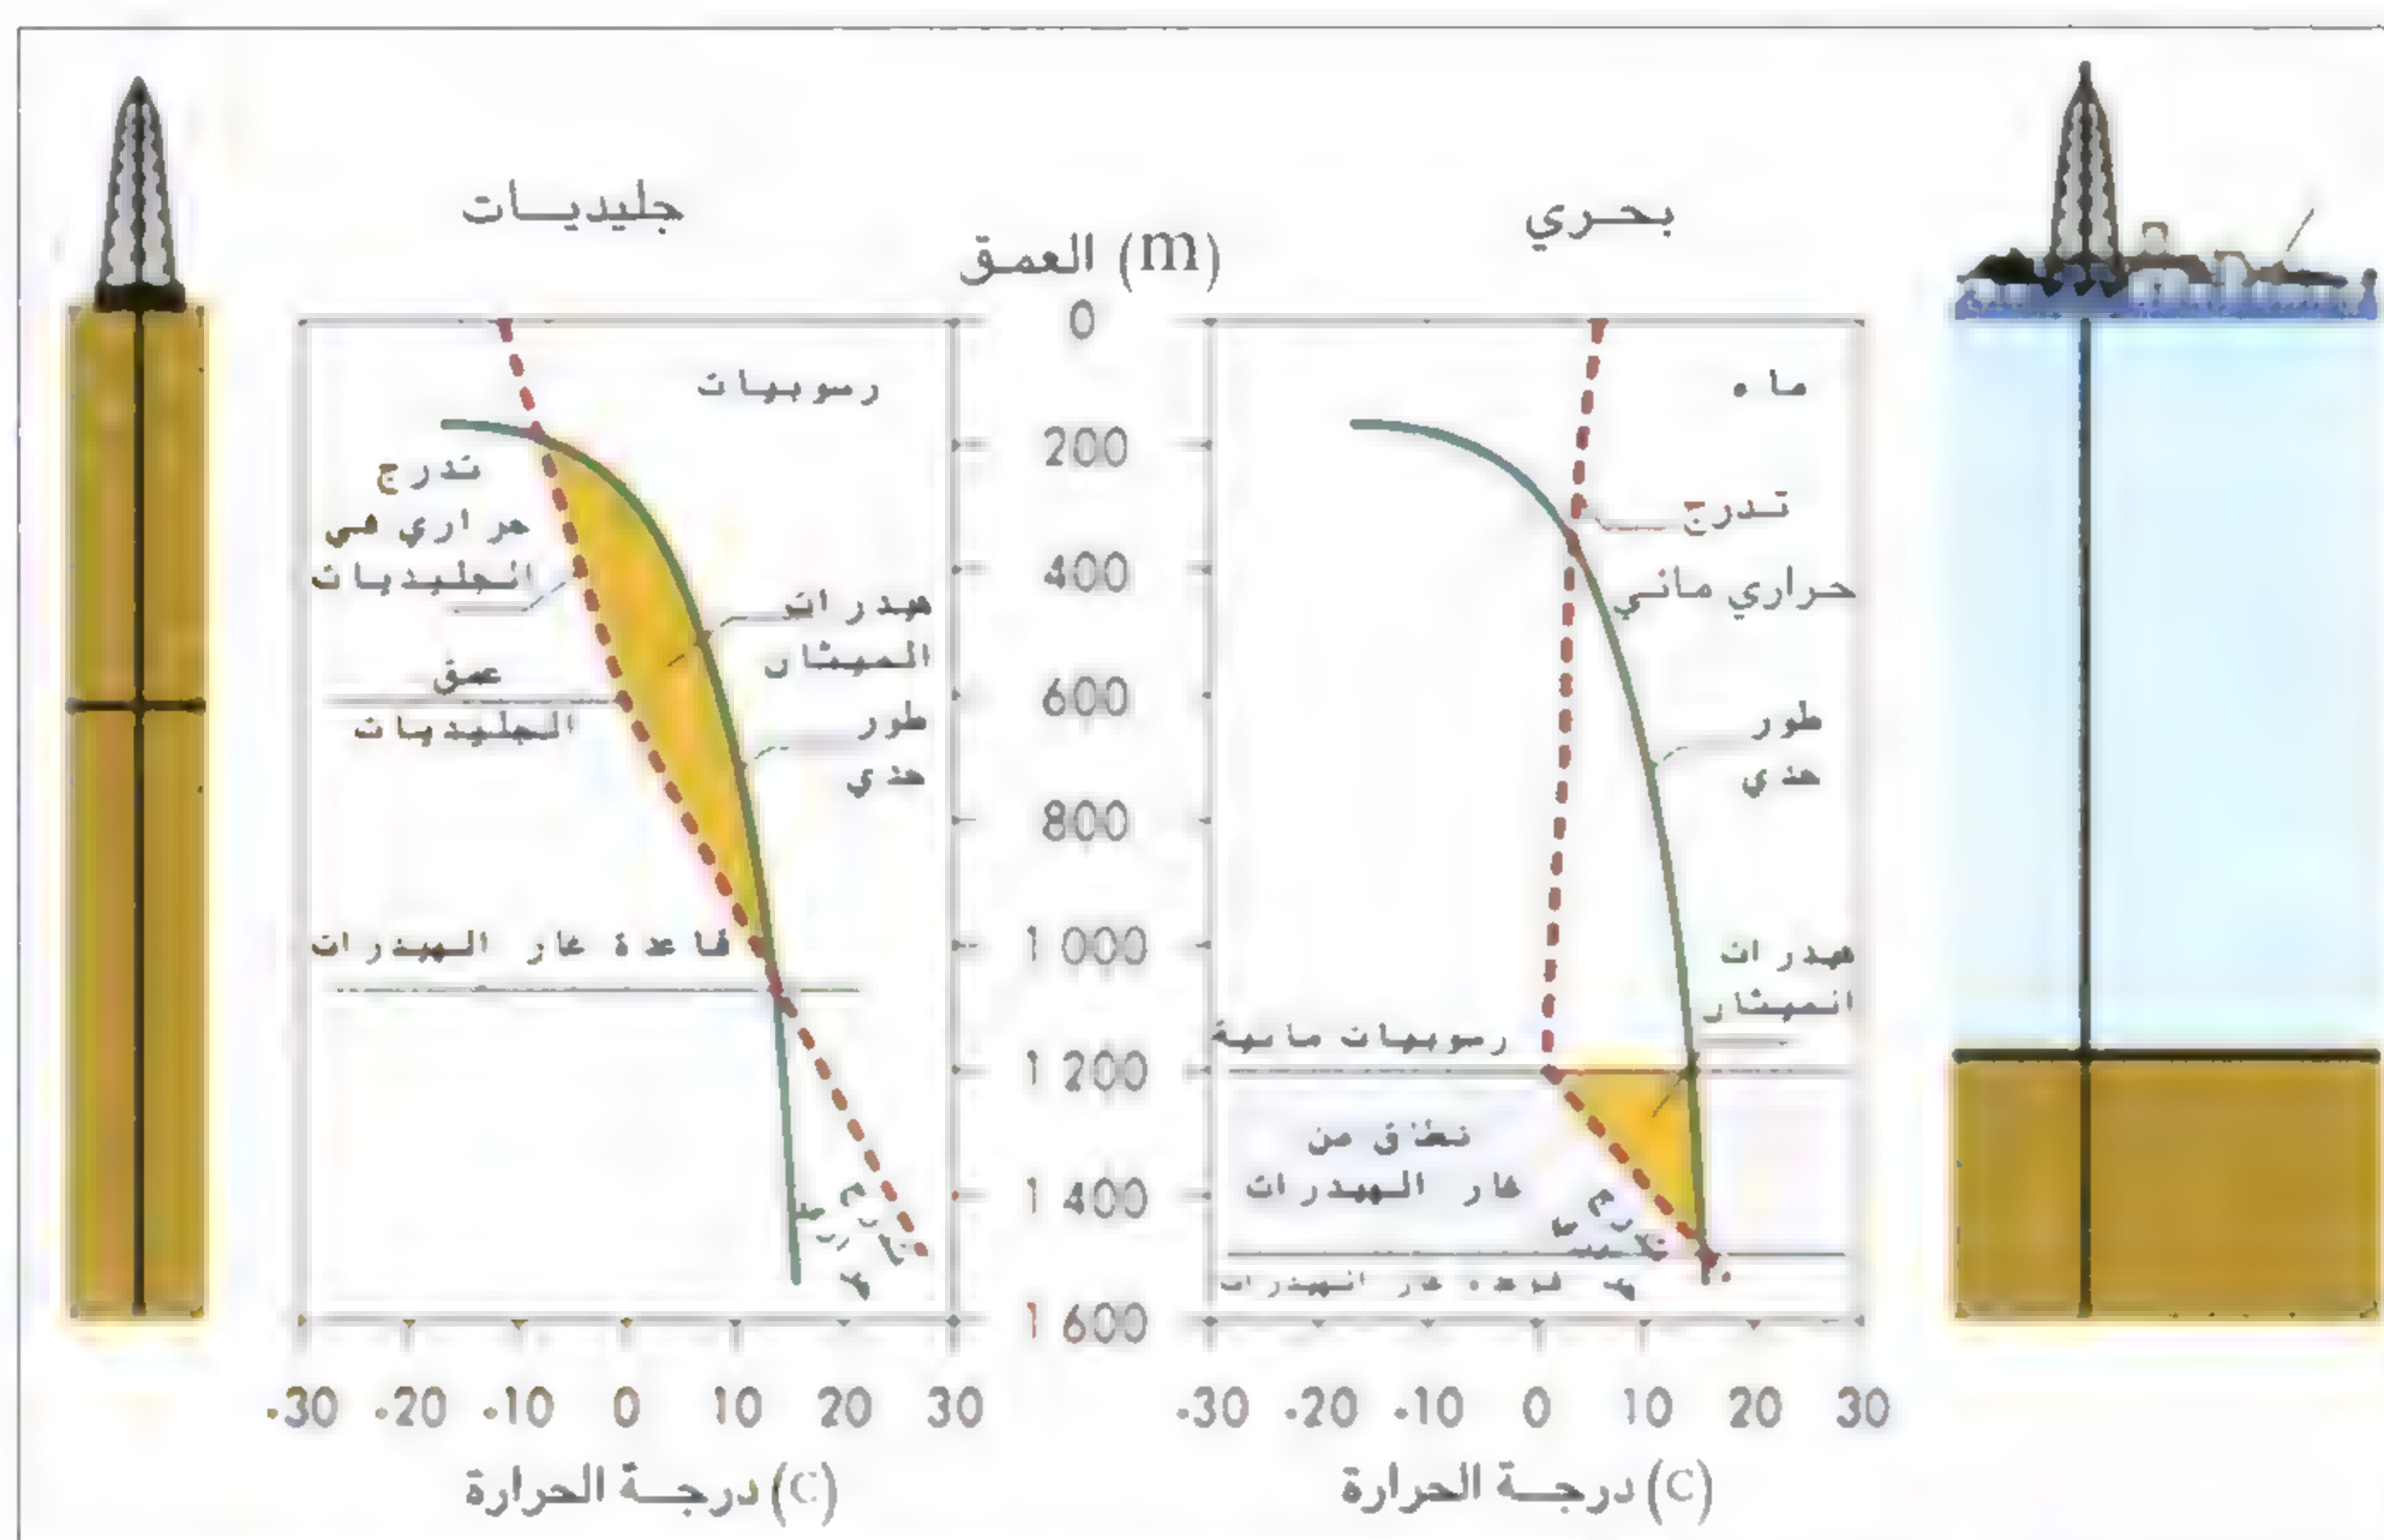 جليديات
بحري
العمق (m)
0
200
400
600
800
1 000
1 200
1 400
1 600
رسوبيات
تدرج
حراري في
الجليديات
هيدرات
الميثان
عمق
الجليديات
طور
حدي
قاعدة غاز الهيدرات
-30 -20 -10 0 10 20 30
درجة الحرارة (C)
ماء
تدرج
حراري مائي
طور
حدي
هيدرات
الميثان
رسوبيات مائية
نطاق من
غاز الهيدرات
غاز الهيدرات
-30 -20 -10 0 10 20 30
درجة الحرارة (C)